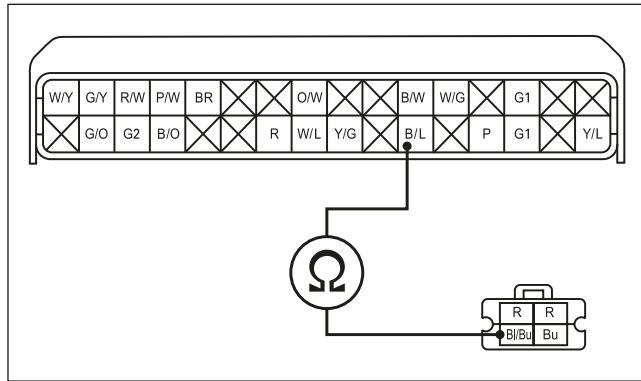 W/Y G/Y R/W P/W BR O/W B/W W/G G1
G/O G2 B/O R W/L Y/G B/L P G1 Y/L
Ω
R R
Bl/Bu Bu